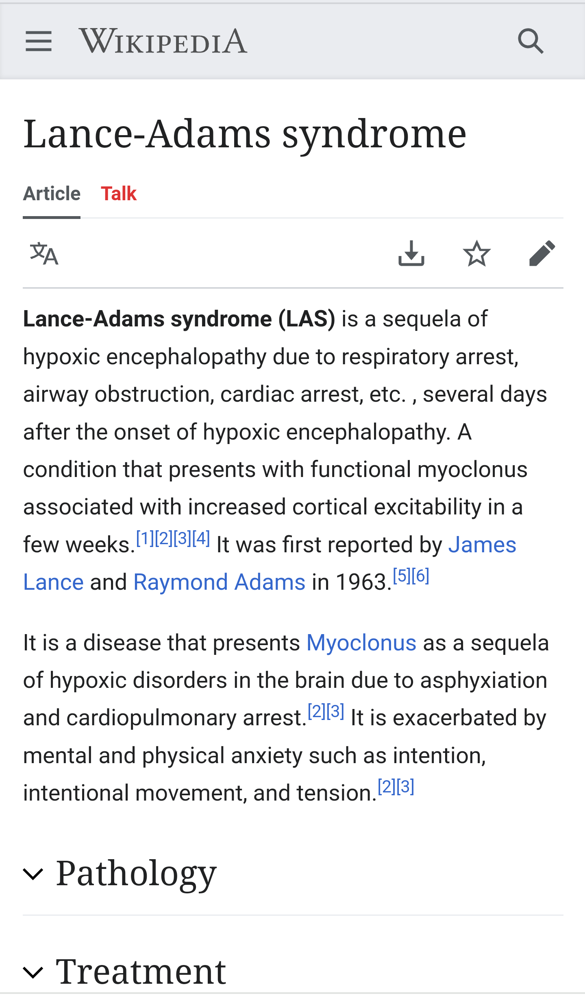 WIKIPEDIA
Lance-Adams syndrome
Article Talk
文A
Lance-Adams syndrome (LAS) is a sequela of
hypoxic encephalopathy due to respiratory arrest,
airway obstruction, cardiac arrest, etc. , several days
after the onset of hypoxic encephalopathy. A
condition that presents with functional myoclonus
associated with increased cortical excitability in a
few weeks.[1][2][3][4] It was first reported by James
Lance and Raymond Adams in 1963.[5][6]
It is a disease that presents Myoclonus as a sequela
of hypoxic disorders in the brain due to asphyxiation
and cardiopulmonary arrest.[2][3] It is exacerbated by
mental and physical anxiety such as intention,
intentional movement, and tension.[2][3]
Pathology
Treatment